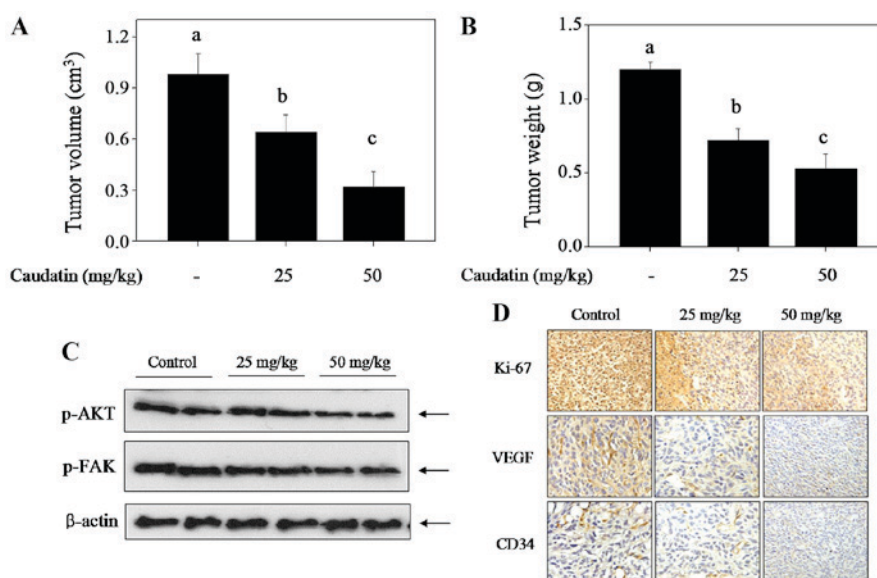 A
Tumor volume (cm³)
1.2
0.9
0.6
0.3
0.0
a
b
c
Caudatin (mg/kg)
-
25
50
B
Tumor weight (g)
1.5
1.0
0.5
0.0
a
b
c
Caudatin (mg/kg)
-
25
50
C
Control 25 mg/kg 50 mg/kg
p-AKT
p-FAK
β-actin
D
Control 25 mg/kg 50 mg/kg
Ki-67
VEGF
CD34